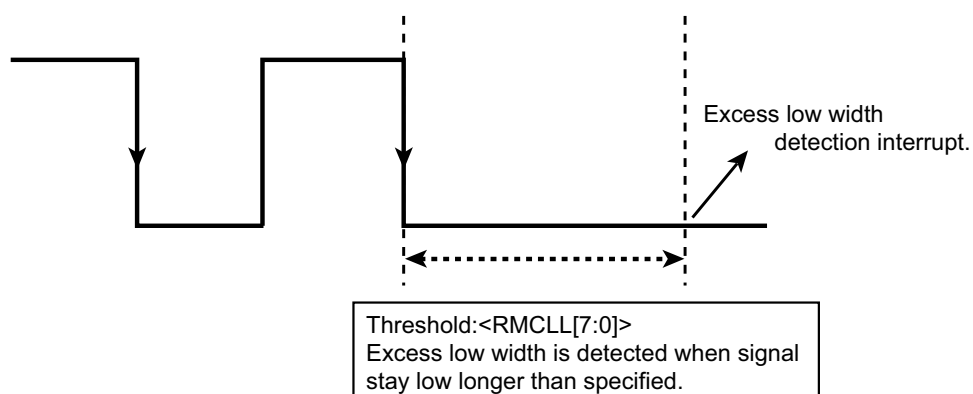 Excess low width
detection interrupt.
Threshold:<RMCLL[7:0]>
Excess low width is detected when signal
stay low longer than specified.